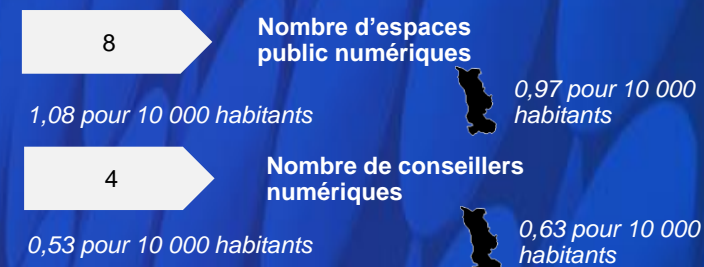 8
Nombre d'espaces
public numériques
1,08 pour 10 000 habitants
0,97 pour 10 000
habitants
4
Nombre de conseillers
numériques
0,53 pour 10 000 habitants
0,63 pour 10 000
habitants